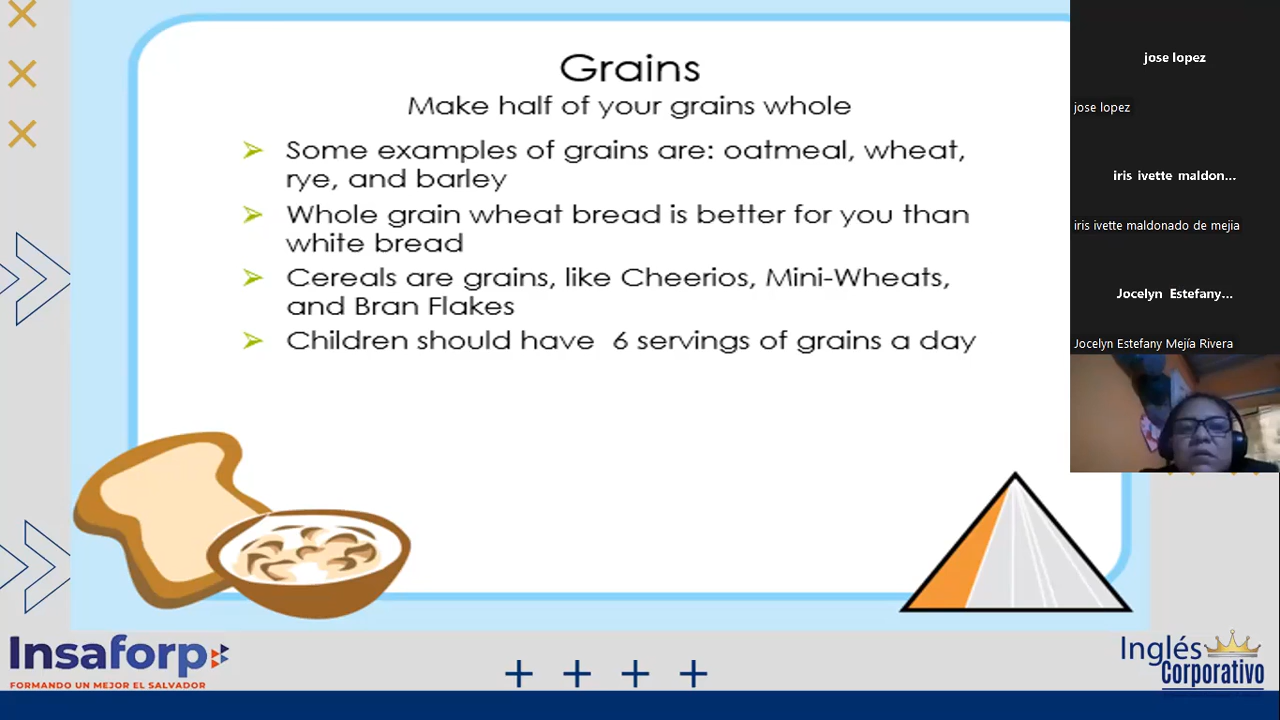 Grains
Make half of your grains whole
Some examples of grains are: oatmeal, wheat,
rye, and barley
Whole grain wheat bread is better for you than
white bread
Cereals are grains, like Cheerios, Mini-Wheats,
and Bran Flakes
Children should have 6 servings of grains a day
jose lopez
jose lopez
iris ivette maldon...
iris ivette maldonado de mejia
Jocelyn Estefany...
Jocelyn Estefany Mejía Rivera
Insaforp
FORMANDO UN MEJOR EL SALVADOR
Inglés
Corporativo